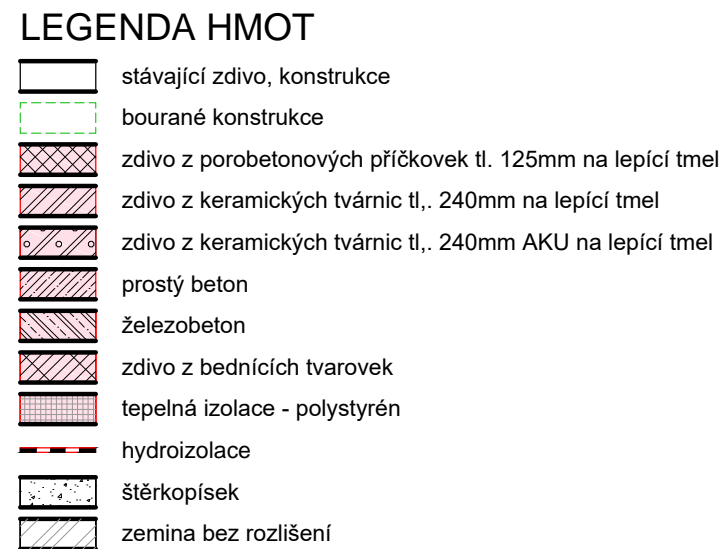 LEGENDA HMOT
stávající zdivo, konstrukce
bourané konstrukce
zdivo z porobetonových příčkovek tl. 125mm na lepící tmel
zdivo z keramických tvárnic tl,. 240mm na lepící tmel
zdivo z keramických tvárnic tl,. 240mm AKU na lepící tmel
prostý beton
železobeton
zdivo z bednících tvarovek
tepelná izolace - polystyrén
hydroizolace
štěrkopísek
zemina bez rozlišení